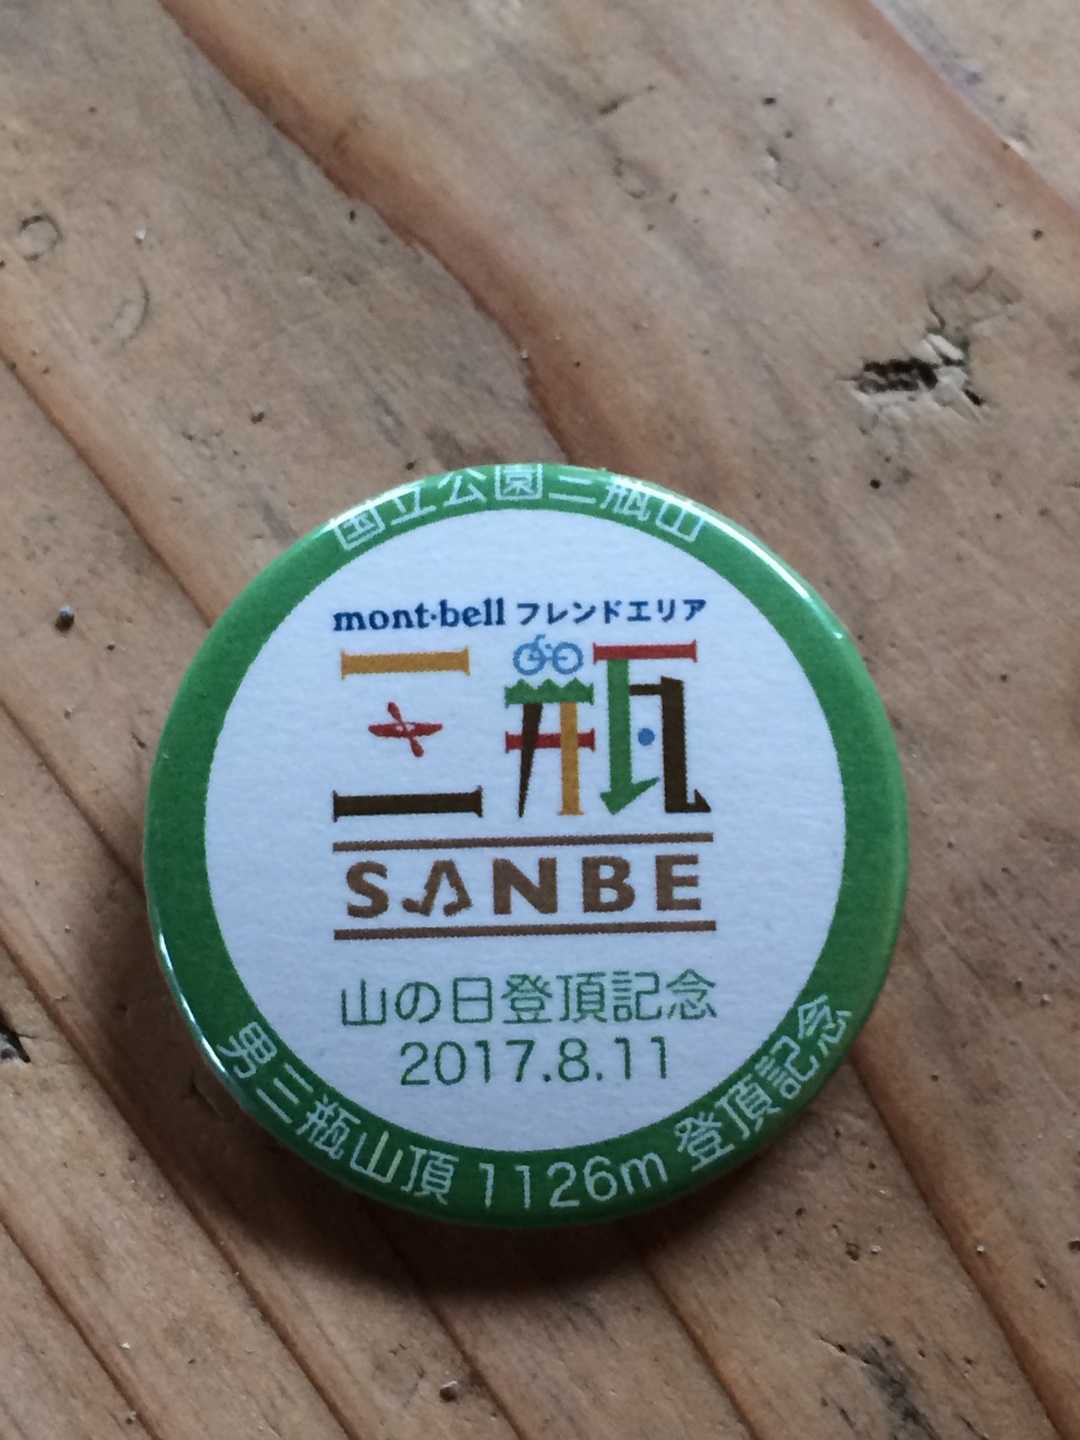 国立公園三瓶山
mont·bell フレンドエリア
三瓶
SANBE
山の日登頂記念
2017.8.11
男三瓶山頂 1126m 登頂記念